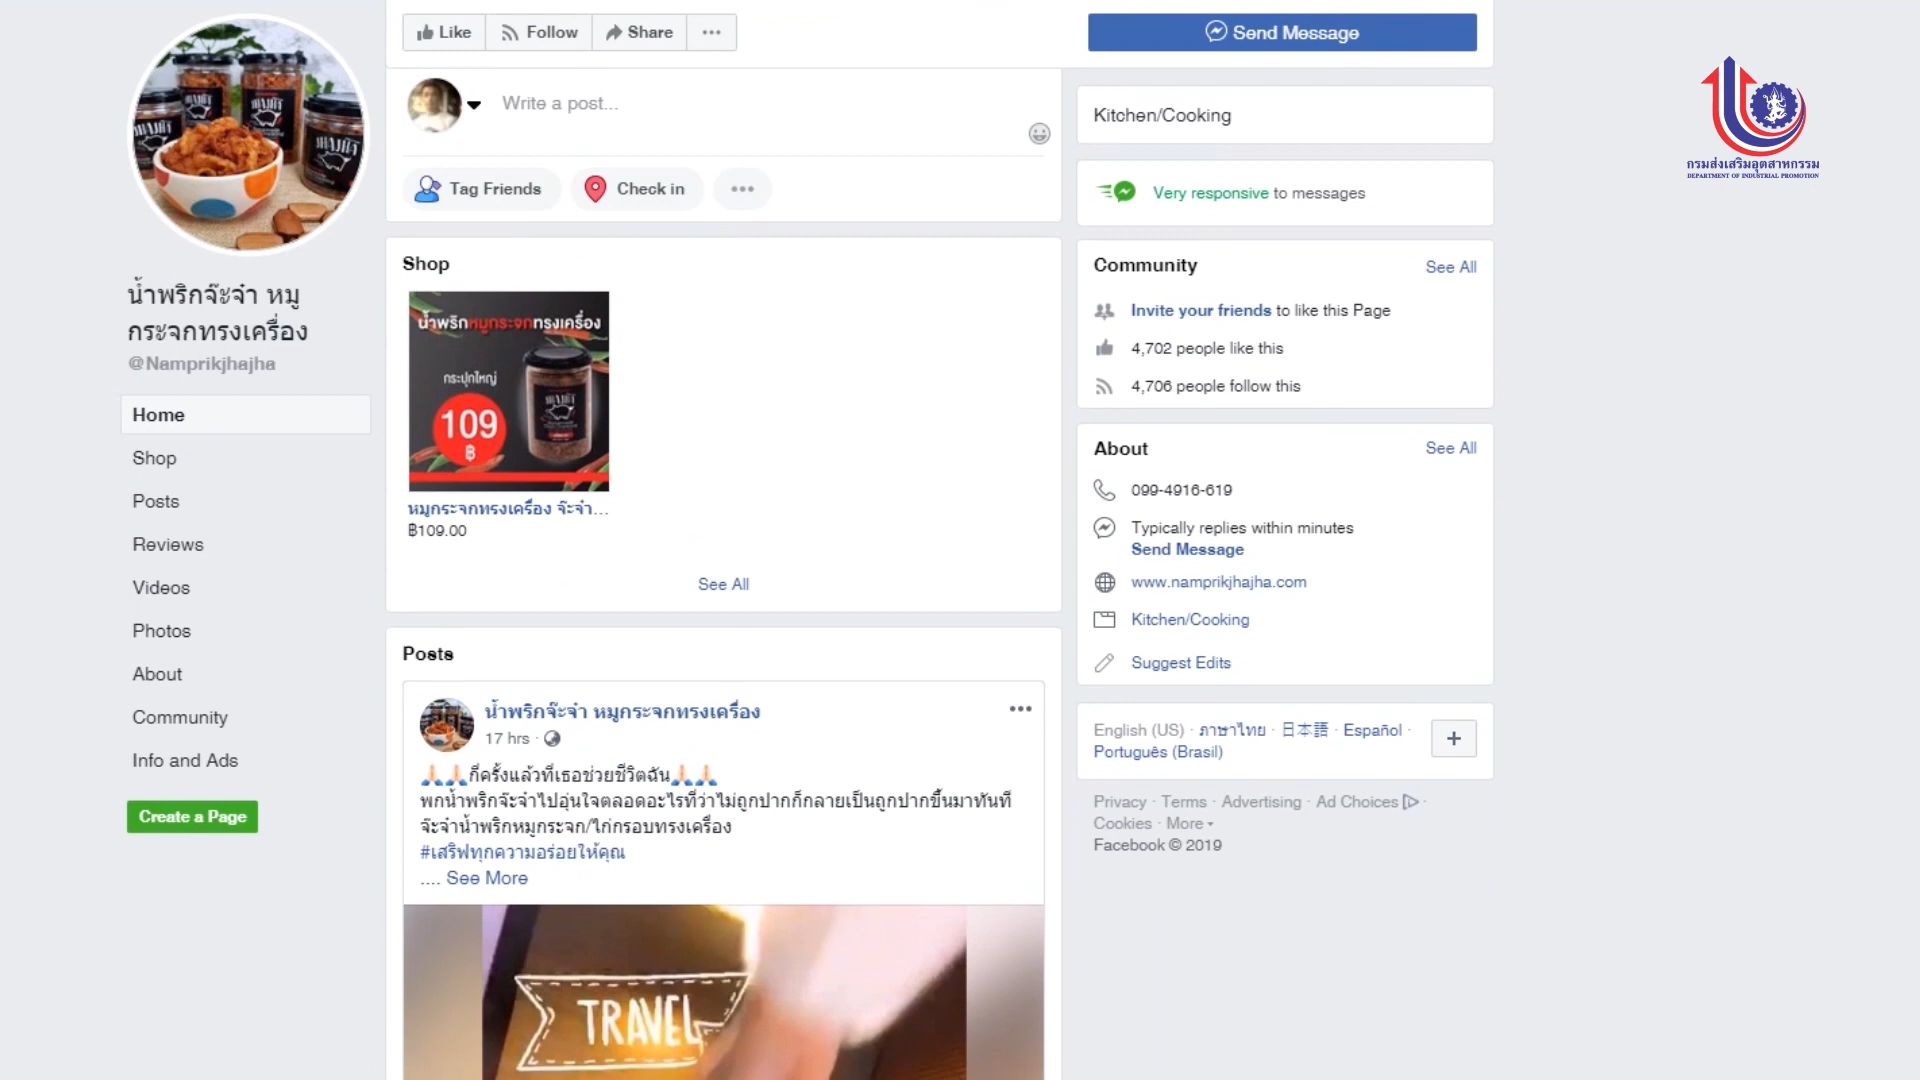 น้ำพริกจ๊ะจ๋า หมู
กระจกทรงเครื่อง
@Namprikjhajha
Home
Shop
Posts
Reviews
Videos
Photos
About
Community
Info and Ads
Create a Page
Like
Follow
Share
Write a post...
Tag Friends
Check in
Shop
น้ำพริกหมูกระจกทรงเครื่อง
กระปุกใหญ่
109
฿
หมูกระจกทรงเครื่อง จ๊ะจ๋า...
฿109.00
See All
Posts
น้ำพริกจ๊ะจ๋า หมูกระจกทรงเครื่อง
17 hrs ·
🙏🏻🙏🏻กี่ครั้งแล้วที่เธอช่วยชีวิตฉัน🙏🏻🙏🏻
พกน้ำพริกจ๊ะจ๋าไปอุ่นใจตลอดอะไรที่ว่าไม่ถูกปากก็กลายเป็นถูกปากขึ้นมาทันที
จ๊ะจ๋าน้ำพริกหมูกระจก/ไก่กรอบทรงเครื่อง
#เสริฟทุกความอร่อยให้คุณ
.... See More
TRAVEL
Send Message
Kitchen/Cooking
Very responsive to messages
Community
See All
Invite your friends to like this Page
4,702 people like this
4,706 people follow this
About
See All
099-4916-619
Typically replies within minutes
Send Message
www.namprikjhajha.com
Kitchen/Cooking
Suggest Edits
English (US) · ภาษาไทย · 日本語 · Español ·
Português (Brasil)
Privacy · Terms · Advertising · Ad Choices ·
Cookies · More
Facebook © 2019
กรมส่งเสริมอุตสาหกรรม
DEPARTMENT OF INDUSTRIAL PROMOTION